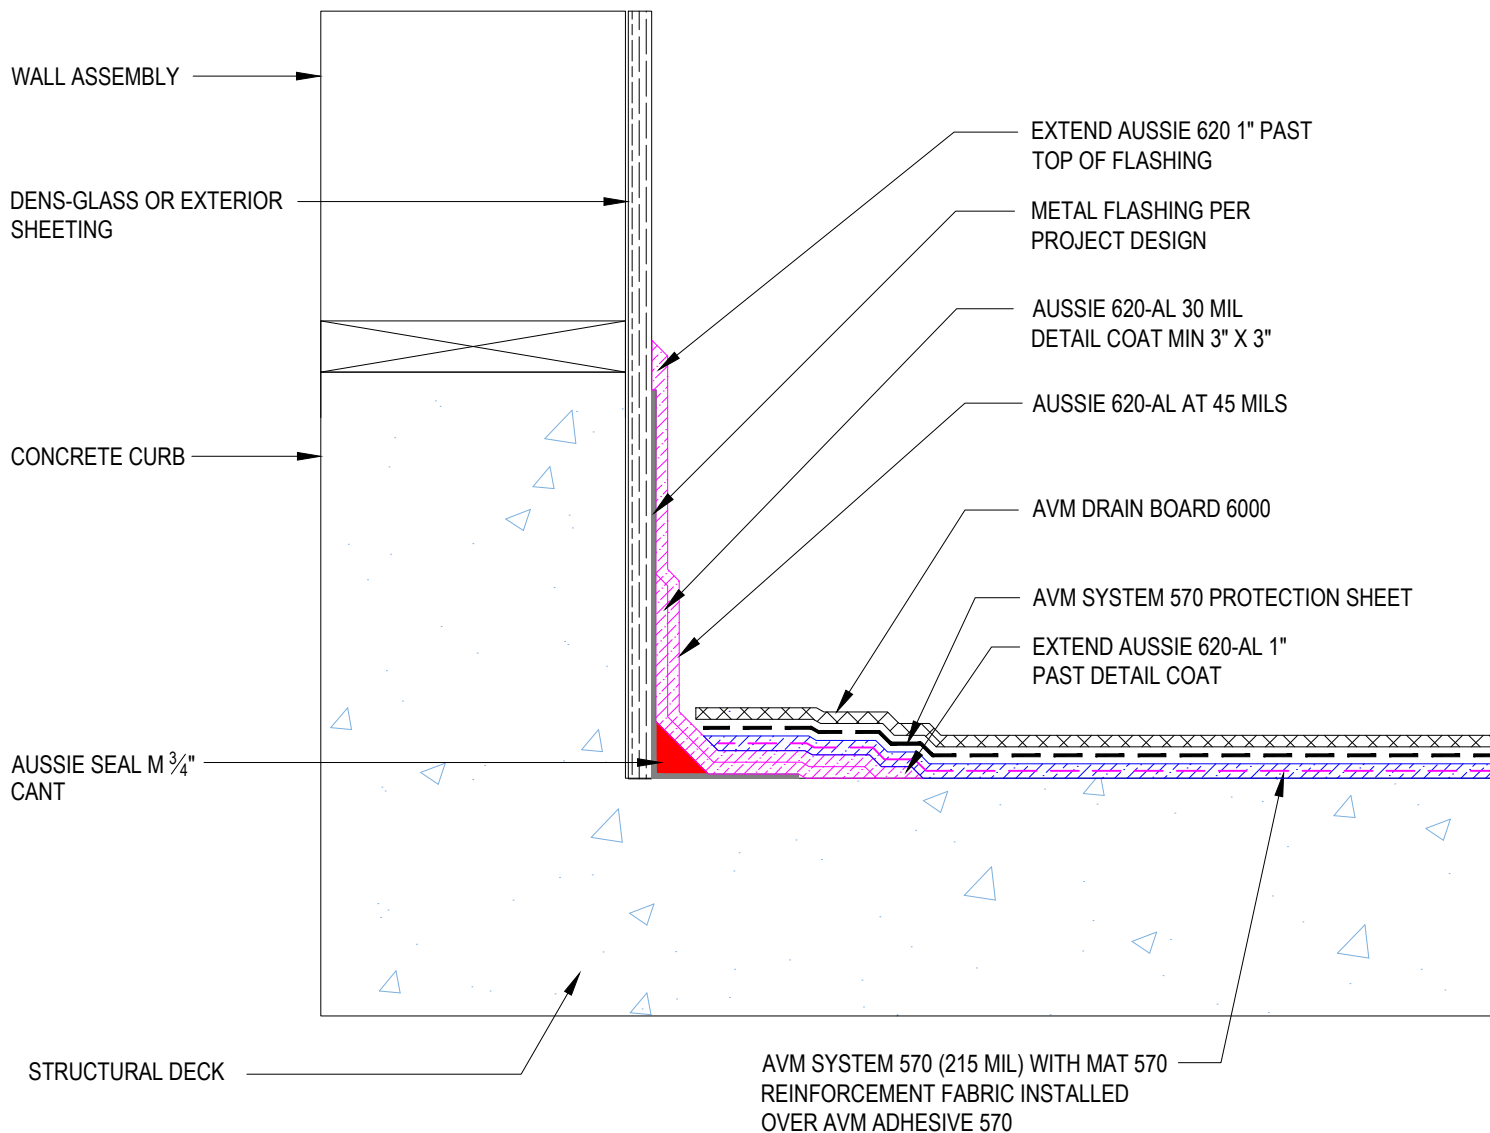 WALL ASSEMBLY
DENS-GLASS OR EXTERIOR
SHEETING
CONCRETE CURB
AUSSIE SEAL M 3/4"
CANT
STRUCTURAL DECK
EXTEND AUSSIE 620 1" PAST
TOP OF FLASHING
METAL FLASHING PER
PROJECT DESIGN
AUSSIE 620-AL 30 MIL
DETAIL COAT MIN 3" X 3"
AUSSIE 620-AL AT 45 MILS
AVM DRAIN BOARD 6000
AVM SYSTEM 570 PROTECTION SHEET
EXTEND AUSSIE 620-AL 1"
PAST DETAIL COAT
AVM SYSTEM 570 (215 MIL) WITH MAT 570
REINFORCEMENT FABRIC INSTALLED
OVER AVM ADHESIVE 570